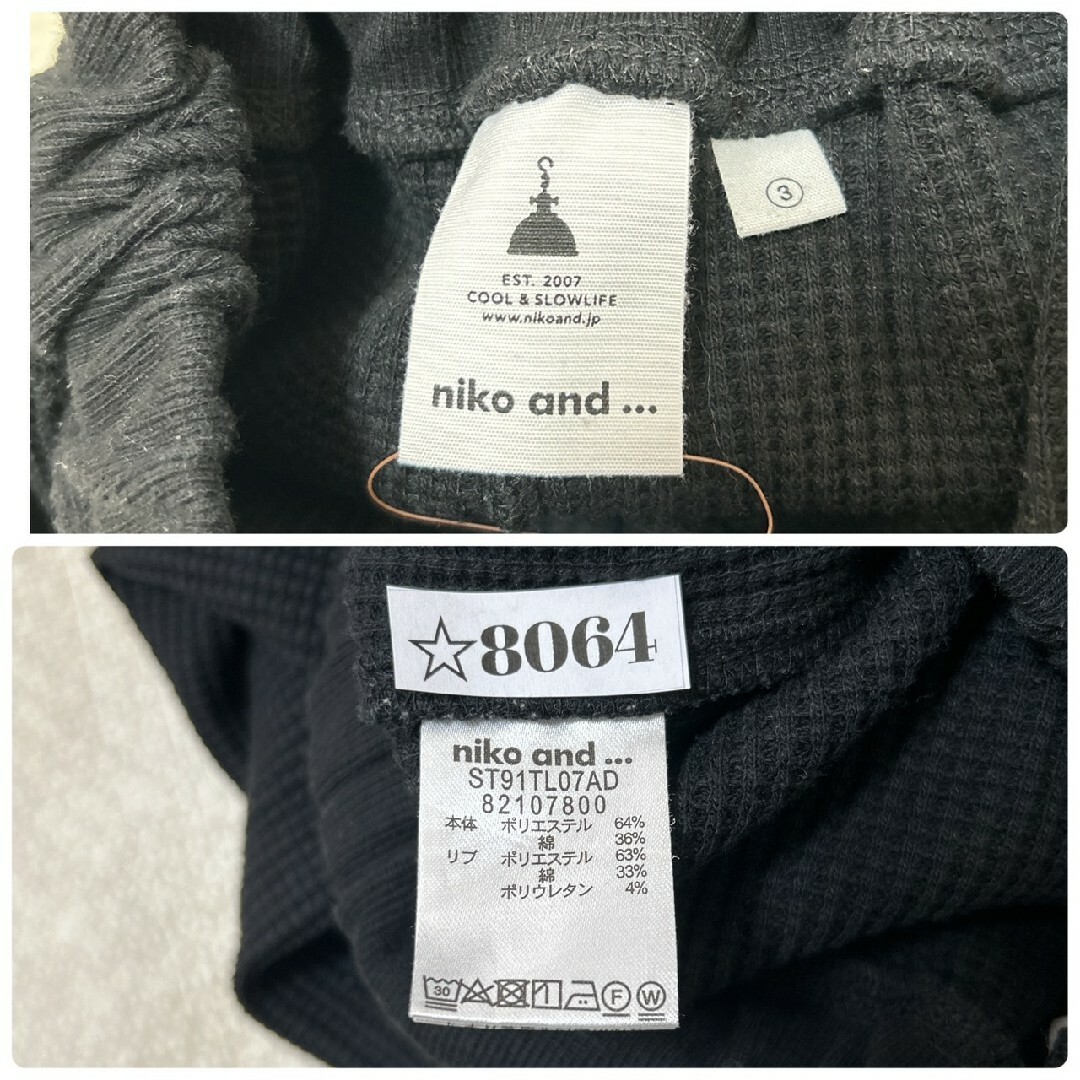 EST. 2007
COOL & SLOWLIFE
www.nikoand.jp
niko and ...
③
☆8064
niko and ...
ST91TL07AD
82107800
本体 ポリエステル 64%
綿 36%
リブ ポリエステル 63%
綿 33%
ポリウレタン 4%
30
F W